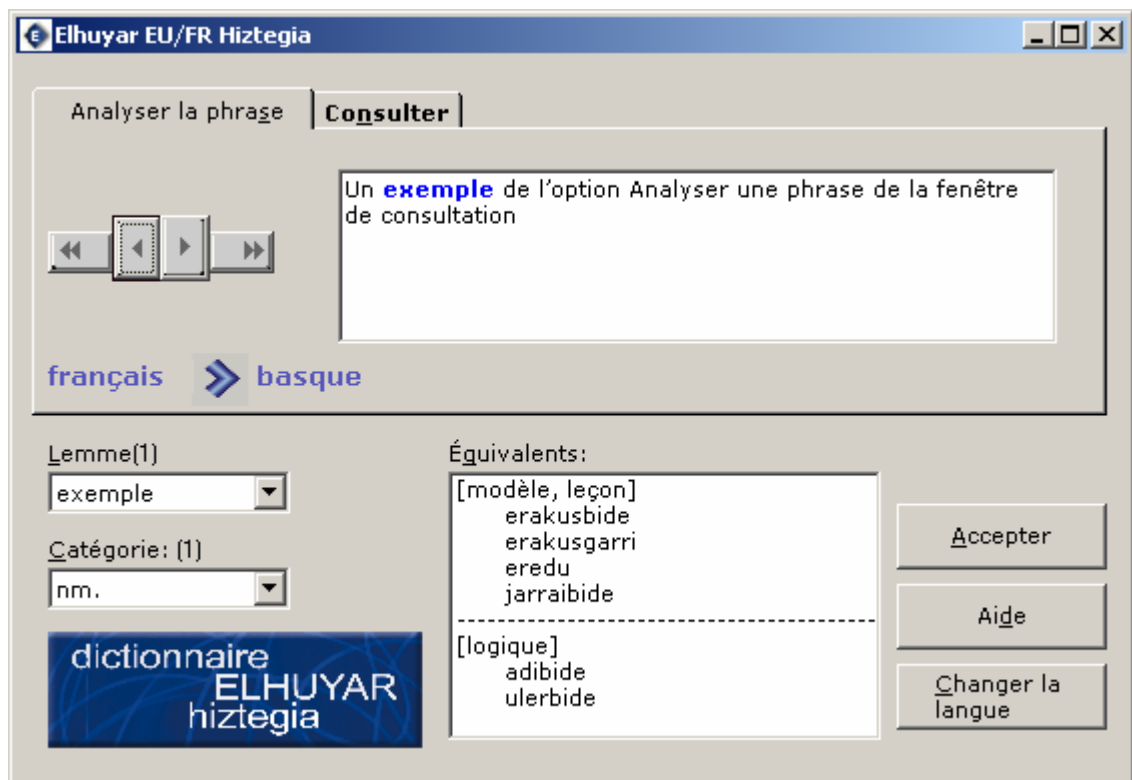 Elhuyar EU/FR Hiztegia
Analyser la phrase
Consulter
Un exemple de l'option Analyser une phrase de la fenêtre
de consultation
français
basque
Lemme(1)
exemple
Catégorie: (1)
nm.
dictionnaire
ELHUYAR
hiztegia
Équivalents:
[modèle, leçon]
erakusbide
erakusgarri
eredu
jarraibide
[logique]
adibide
ulerbide
Accepter
Aide
Changer la
langue